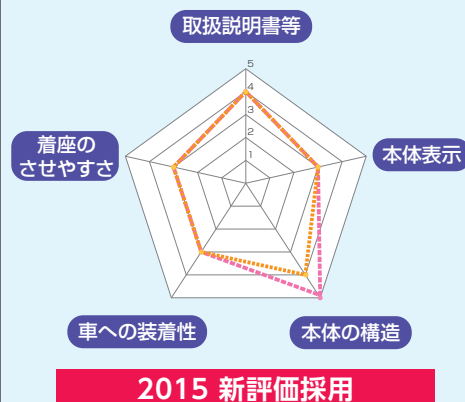 取扱説明書等
5
4
3
2
1
着座の
させやすさ
本体表示
車への装着性
本体の構造
2015 新評価採用